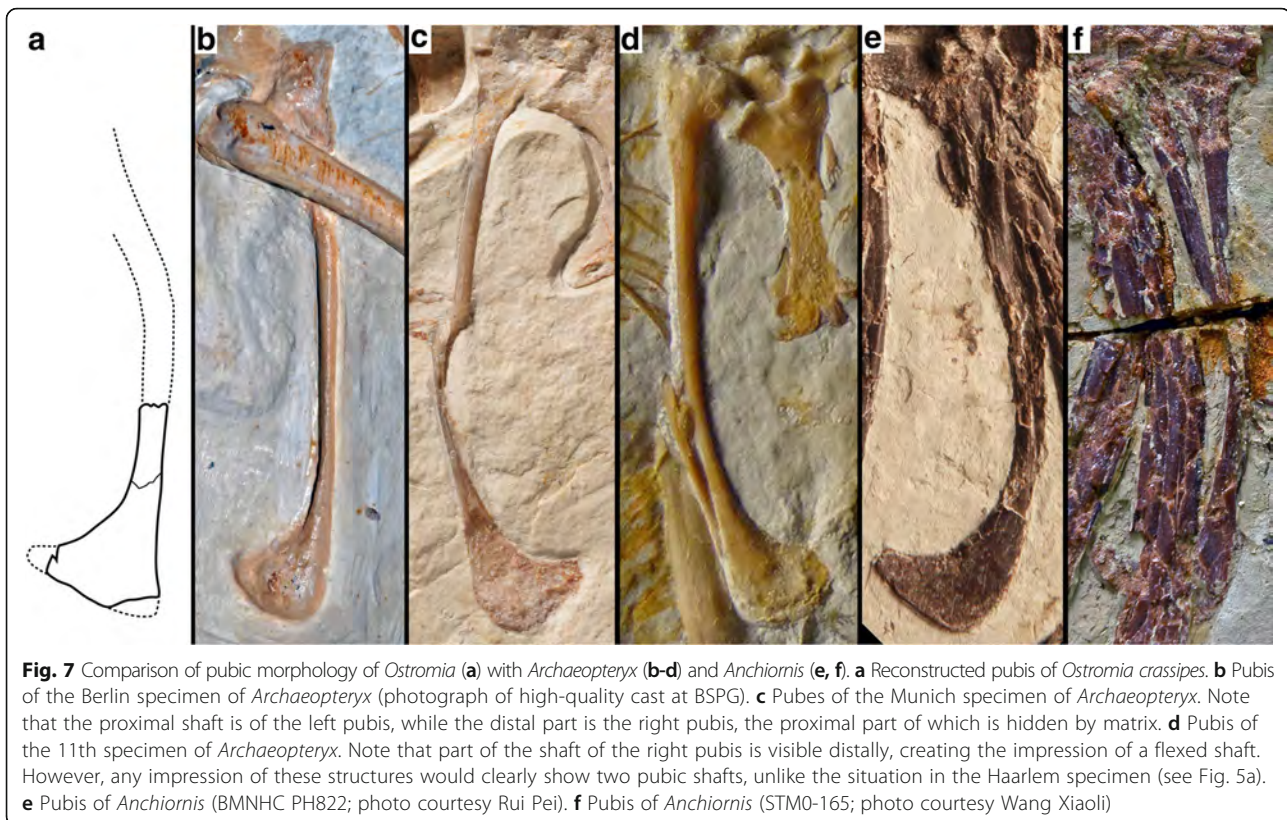 a
b
c
d
e
f
Fig. 7 Comparison of pubic morphology of Ostromia (a) with Archaeopteryx (b-d) and Anchiornis (e, f). a Reconstructed pubis of Ostromia crassipes. b Pubis
of the Berlin specimen of Archaeopteryx (photograph of high-quality cast at BSPG). c Pubes of the Munich specimen of Archaeopteryx. Note
that the proximal shaft is of the left pubis, while the distal part is the right pubis, the proximal part of which is hidden by matrix. d Pubis of
the 11th specimen of Archaeopteryx. Note that part of the shaft of the right pubis is visible distally, creating the impression of a flexed shaft.
However, any impression of these structures would clearly show two pubic shafts, unlike the situation in the Haarlem specimen (see Fig. 5a).
e Pubis of Anchiornis (BMNHC PH822; photo courtesy Rui Pei). f Pubis of Anchiornis (STM0-165; photo courtesy Wang Xiaoli)